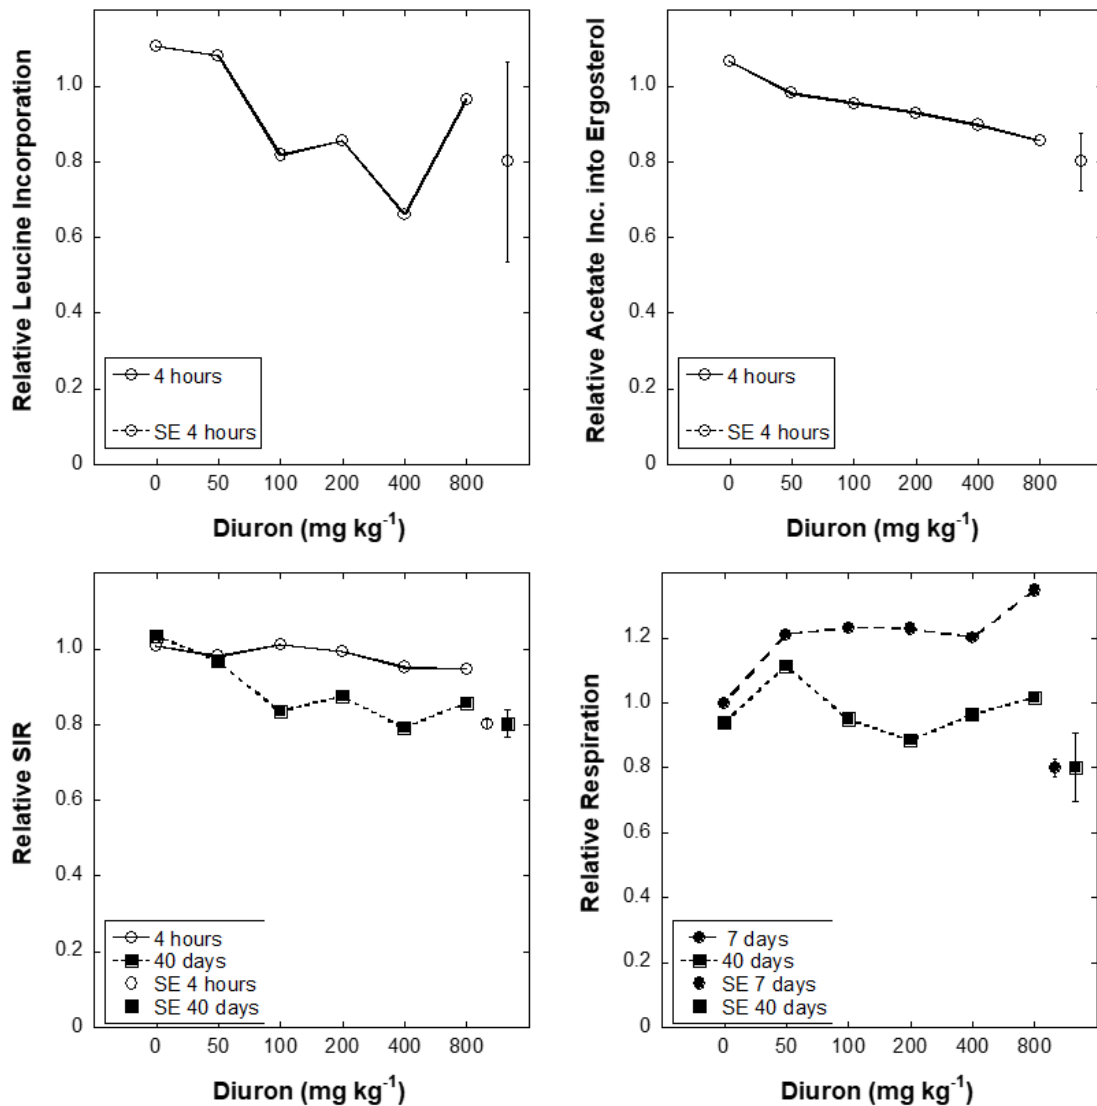 Relative Leucine Incorporation
1.0
0.8
0.6
0.4
0.2
0
4 hours
SE 4 hours
0 50 100 200 400 800
Diuron (mg kg⁻¹)
Relative Acetate Inc. into Ergosterol
1.0
0.8
0.6
0.4
0.2
0
4 hours
SE 4 hours
0 50 100 200 400 800
Diuron (mg kg⁻¹)
Relative SIR
1.0
0.8
0.6
0.4
0.2
0
4 hours
40 days
SE 4 hours
SE 40 days
0 50 100 200 400 800
Diuron (mg kg⁻¹)
Relative Respiration
1.2
1.0
0.8
0.6
0.4
0.2
0
7 days
40 days
SE 7 days
SE 40 days
0 50 100 200 400 800
Diuron (mg kg⁻¹)